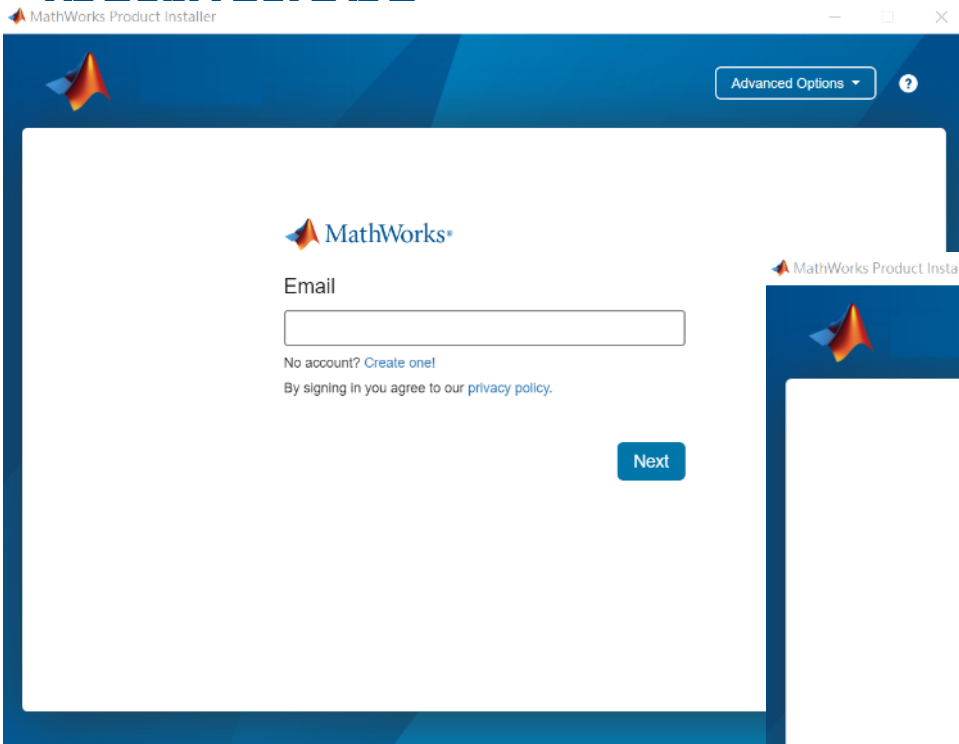 MathWorks Product Installer
Advanced Options
?
MathWorks®
Email
No account? Create one!
By signing in you agree to our privacy policy.
Next
MathWorks Product Insta